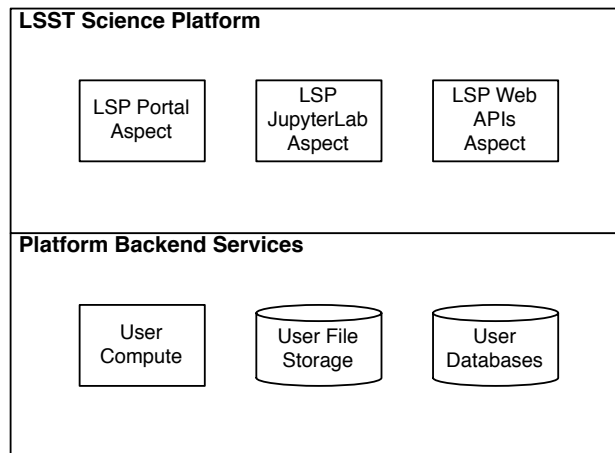 LSST Science Platform
LSP Portal
Aspect
LSP
JupyterLab
Aspect
LSP Web
APIs
Aspect
Platform Backend Services
User
Compute
User File
Storage
User
Databases